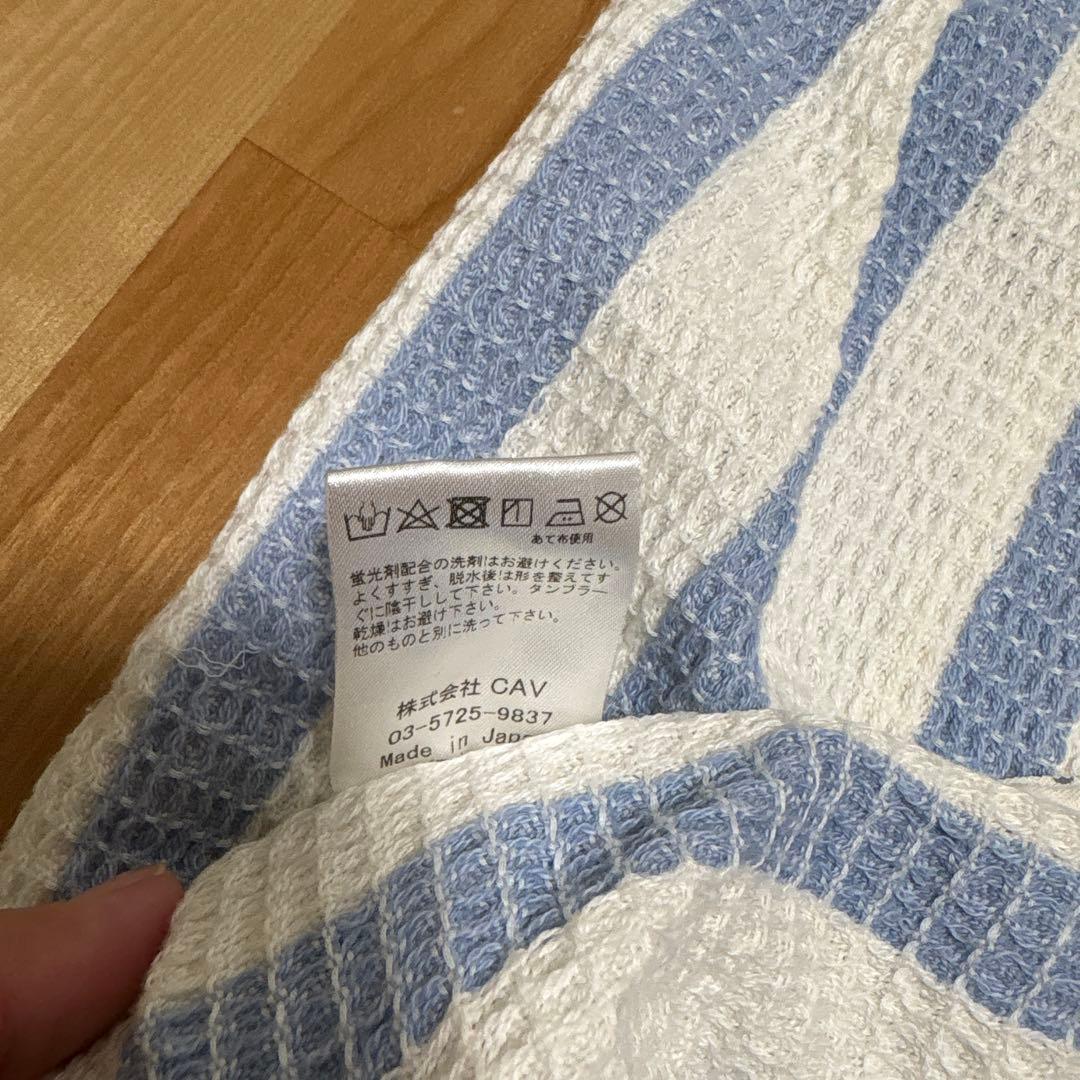 あて布使用
蛍光剤配合の洗剤はお避けください。
よくすすぎ、脱水後は形を整えてす
ぐに陰干しして下さい。タンブラー
乾燥はお避け下さい。
他のものと別に洗って下さい。
株式会社 CAV
03-5725-9837
Made in Japa